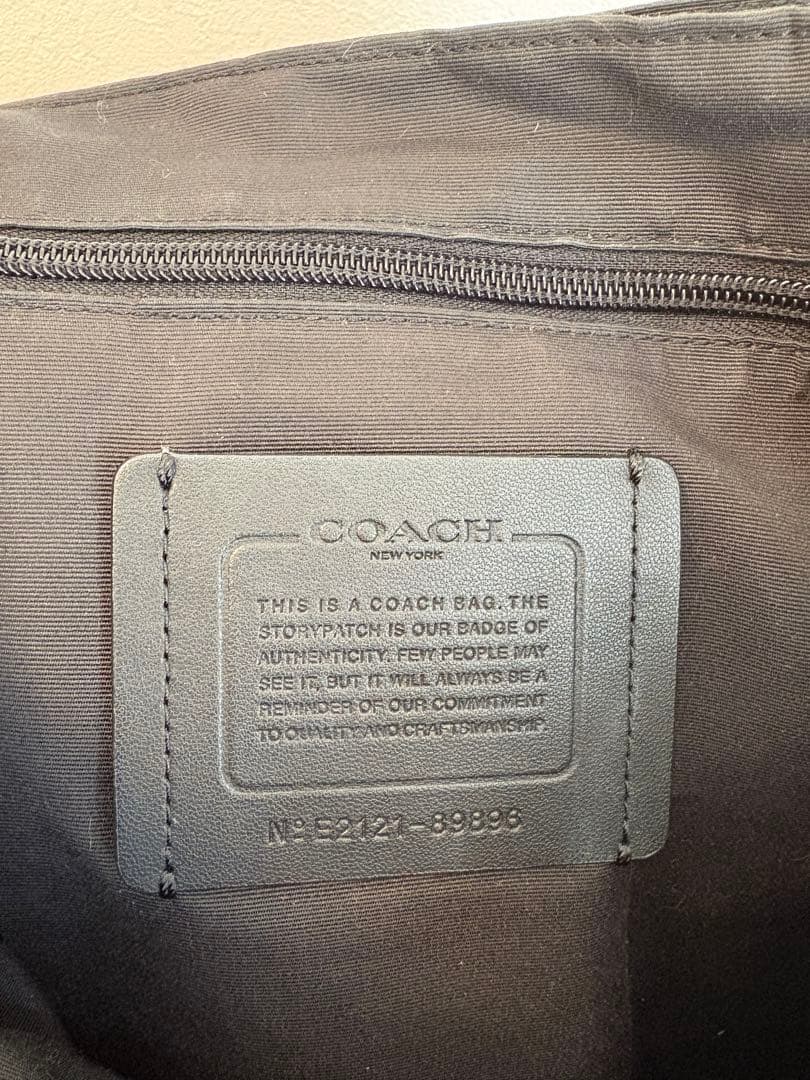 COACH
NEW YORK
THIS IS A COACH BAG. THE
STORYPATCH IS OUR BADGE OF
AUTHENTICITY. FEW PEOPLE MAY
SEE IT, BUT IT WILL ALWAYS BE A
REMINDER OF OUR COMMITMENT
TO QUALITY AND CRAFTSMANSHIP.
Nº E2121-89896